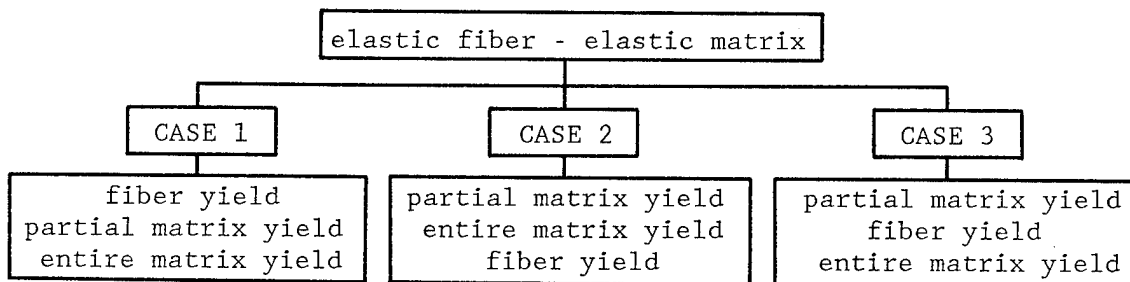 elastic fiber - elastic matrix
CASE 1
CASE 2
CASE 3
fiber yield
partial matrix yield
entire matrix yield
partial matrix yield
entire matrix yield
fiber yield
partial matrix yield
fiber yield
entire matrix yield